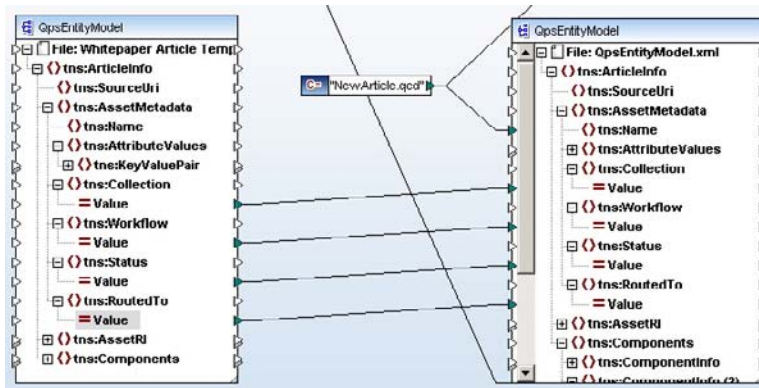 QpsEntityModel
File: Whitepaper Article Temp
tns:ArticleInfo
tns:SourceUri
tns:AssetMetadata
tns:Name
tns:AttributeValues
tns:KeyValuePair
tns:Collection
= Value
tns:Workflow
= Value
tns:Status
= Value
tns:RoutedTo
= Value
tns:AssetRI
tns:Components
C= "NewArticle.qcd"
QpsEntityModel
File: QpsEntityModel.xml
tns:ArticleInfo
tns:SourceUri
tns:AssetMetadata
tns:Name
tns:AttributeValues
tns:Collection
= Value
tns:Workflow
= Value
tns:Status
= Value
tns:RoutedTo
= Value
tns:AssetRI
tns:Components
tns:ComponentInfo
tns:ComponentInfo (2)